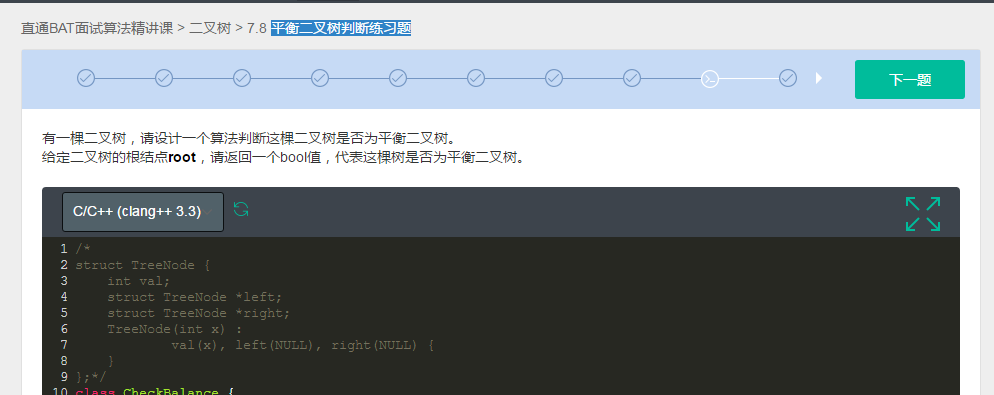 直通BAT面试算法精讲课 > 二叉树 > 7.8 平衡二叉树判断练习题
下一题
有一棵二叉树，请设计一个算法判断这棵二叉树是否为平衡二叉树。
给定二叉树的根结点root，请返回一个bool值，代表这棵树是否为平衡二叉树。
C/C++ (clang++ 3.3)
1 /*
2 struct TreeNode {
3 int val;
4 struct TreeNode *left;
5 struct TreeNode *right;
6 TreeNode(int x) :
7 val(x), left(NULL), right(NULL) {
8 }
9 };*/
10 class CheckBalance {